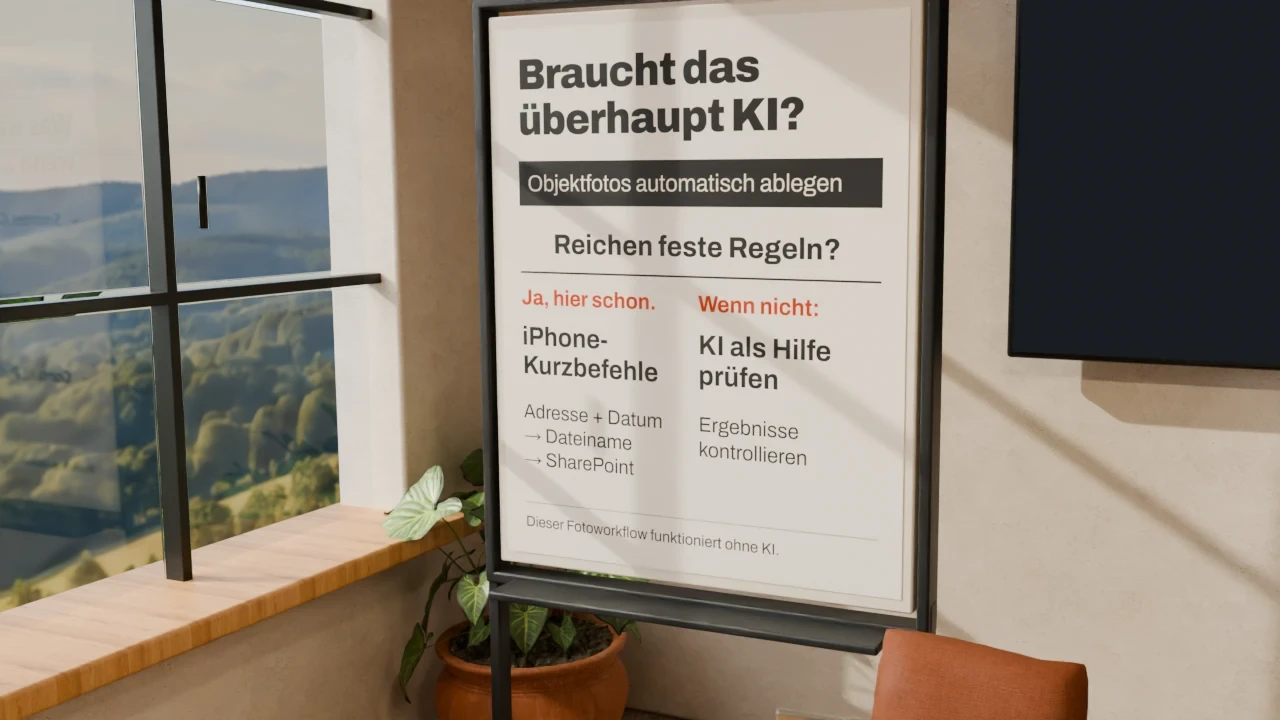 Braucht das
überhaupt KI?
Objektfotos automatisch ablegen
Reichen feste Regeln?
Ja, hier schon.
iPhone-
Kurzbefehle
Adresse + Datum
→ Dateiname
→ SharePoint
Wenn nicht:
KI als Hilfe
prüfen
Ergebnisse
kontrollieren
Dieser Fotoworkflow funktioniert ohne KI.